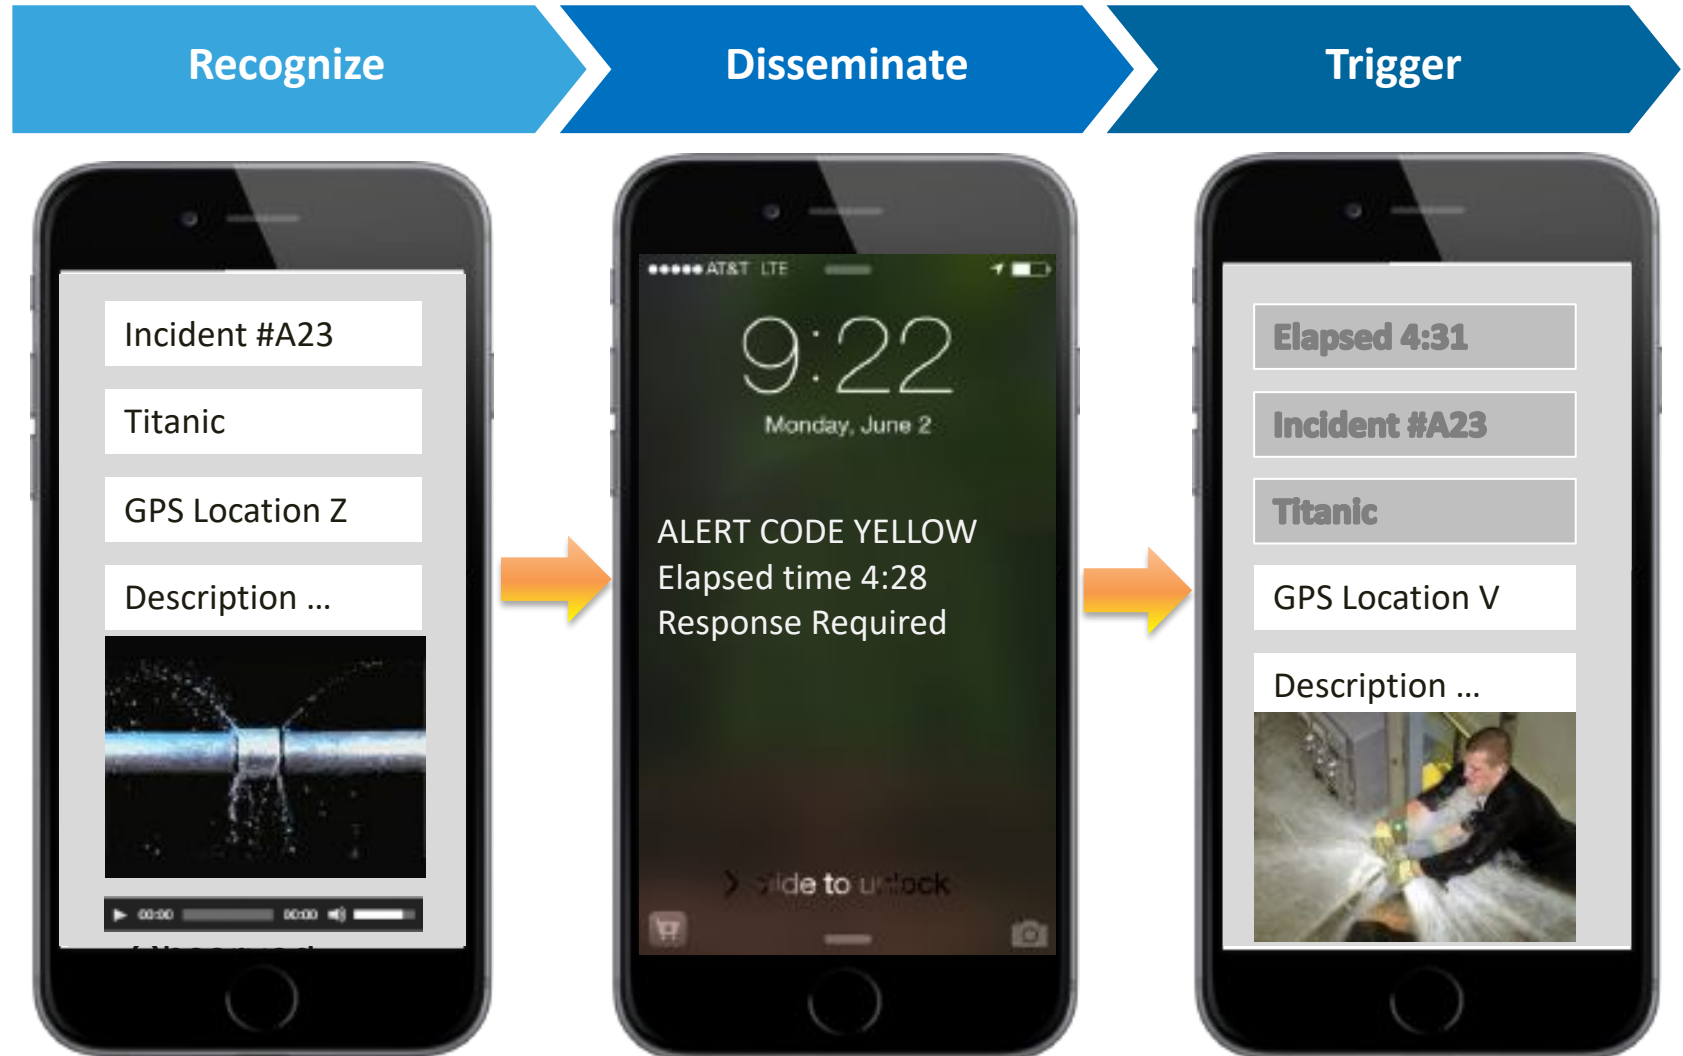 Recognize
Disseminate
Trigger
Incident #A23
Titanic
GPS Location Z
Description ...
00:00 00:00
AT&T LTE
9:22
Monday, June 2
ALERT CODE YELLOW
Elapsed time 4:28
Response Required
to
Elapsed 4:31
Incident #A23
Titanic
GPS Location V
Description ...